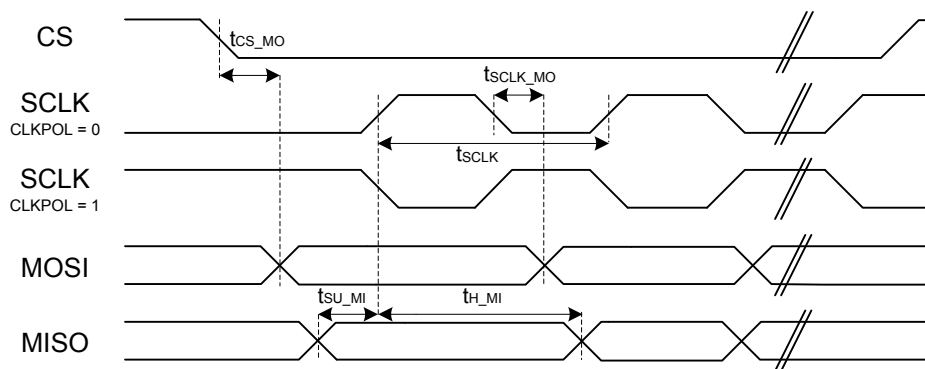 CS
tCS_MO
SCLK
CLKPOL = 0
tSCLK_MO
tSCLK
SCLK
CLKPOL = 1
MOSI
tSU_MI
tH_MI
MISO